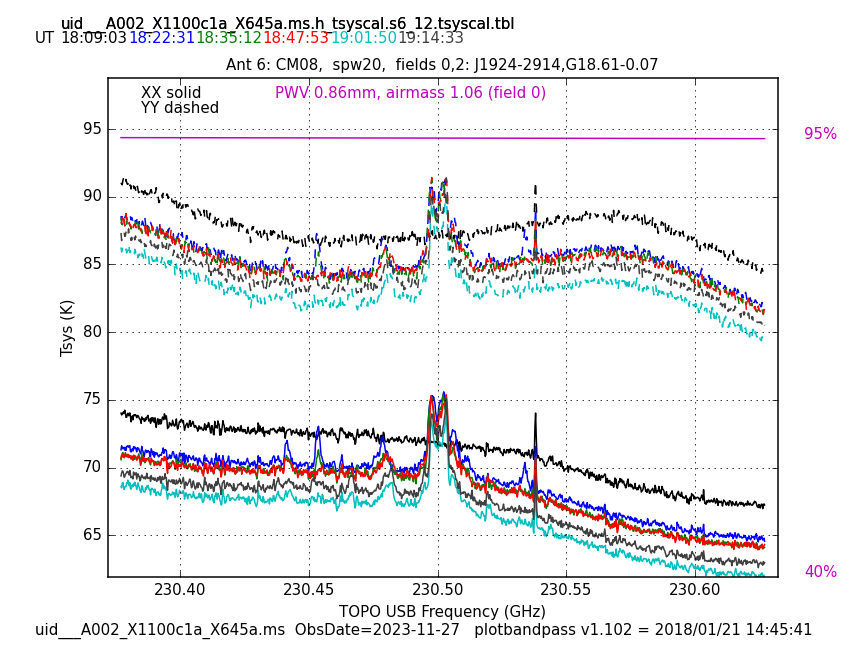 uid___A002_X1100c1a_X645a.ms.h_tsyscal.s6_12.tsyscal.tbl
UT 18:09:03 18:22:31 18:35:12 18:47:53 19:01:50 19:14:33
Ant 6: CM08,  spw20,  fields 0,2: J1924-2914,G18.61-0.07
XX solid
PWV 0.86mm, airmass 1.06 (field 0)
YY dashed
95%
95
90
85
80
75
70
65
Tsys (K)
40%
230.40 230.45 230.50 230.55 230.60
TOPO USB Frequency (GHz)
uid___A002_X1100c1a_X645a.ms  ObsDate=2023-11-27   plotbandpass v1.102 = 2018/01/21 14:45:41